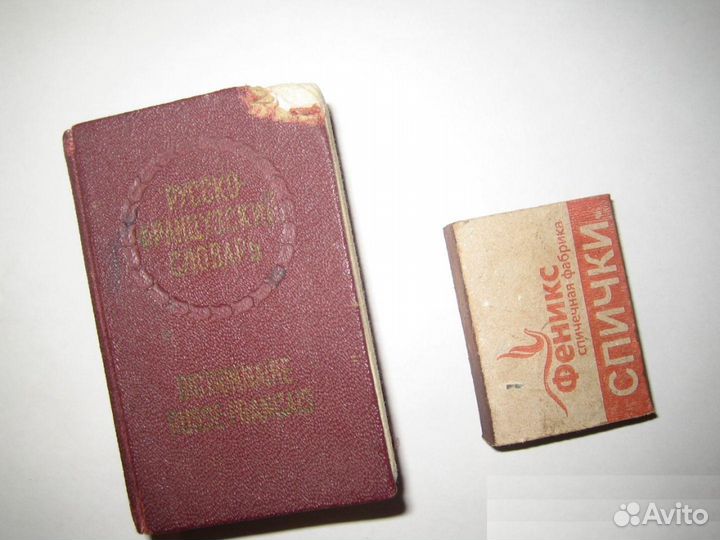 РУССКО-
ФРАНЦУЗСКИЙ
СЛОВАРЬ
DICTIONNAIRE
RUSSE-FRANÇAIS
Феникс
спичечная фабрика
СПИЧКИ
Avito